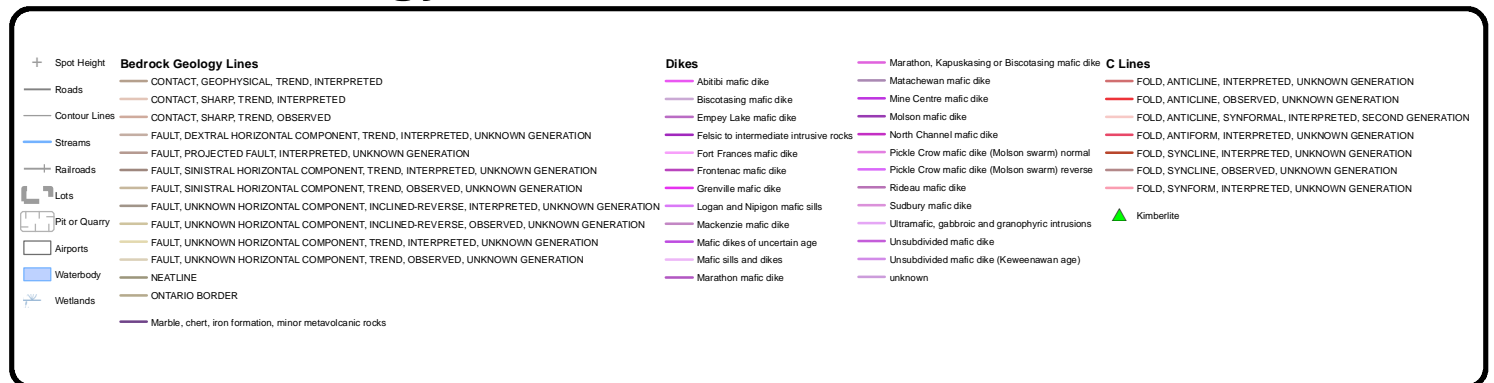 Spot Height
Roads
Contour Lines
Streams
Railroads
Lots
Pit or Quarry
Airports
Waterbody
Wetlands
Bedrock Geology Lines
CONTACT, GEOPHYSICAL, TREND, INTERPRETED
CONTACT, SHARP, TREND, INTERPRETED
CONTACT, SHARP, TREND, OBSERVED
FAULT, DEXTRAL HORIZONTAL COMPONENT, TREND, INTERPRETED, UNKNOWN GENERATION
FAULT, PROJECTED FAULT, INTERPRETED, UNKNOWN GENERATION
FAULT, SINISTRAL HORIZONTAL COMPONENT, TREND, INTERPRETED, UNKNOWN GENERATION
FAULT, SINISTRAL HORIZONTAL COMPONENT, TREND, OBSERVED, UNKNOWN GENERATION
FAULT, UNKNOWN HORIZONTAL COMPONENT, INCLINED-REVERSE, INTERPRETED, UNKNOWN GENERATION
FAULT, UNKNOWN HORIZONTAL COMPONENT, INCLINED-REVERSE, OBSERVED, UNKNOWN GENERATION
FAULT, UNKNOWN HORIZONTAL COMPONENT, TREND, INTERPRETED, UNKNOWN GENERATION
FAULT, UNKNOWN HORIZONTAL COMPONENT, TREND, OBSERVED, UNKNOWN GENERATION
NEATLINE
ONTARIO BORDER
Marble, chert, iron formation, minor metavolcanic rocks
Dikes
Abitibi mafic dike
Biscotasing mafic dike
Empey Lake mafic dike
Felsic to intermediate intrusive rocks
Fort Frances mafic dike
Frontenac mafic dike
Grenville mafic dike
Logan and Nipigon mafic sills
Mackenzie mafic dike
Mafic dikes of uncertain age
Mafic sills and dikes
Marathon mafic dike
Marathon, Kapuskasing or Biscotasing mafic dike
Matachewan mafic dike
Mine Centre mafic dike
Molson mafic dike
North Channel mafic dike
Pickle Crow mafic dike (Molson swarm) normal
Pickle Crow mafic dike (Molson swarm) reverse
Rideau mafic dike
Sudbury mafic dike
Ultramafic, gabbroic and granophyric intrusions
Unsubdivided mafic dike
Unsubdivided mafic dike (Keweenawan age)
unknown
C Lines
FOLD, ANTICLINE, INTERPRETED, UNKNOWN GENERATION
FOLD, ANTICLINE, OBSERVED, UNKNOWN GENERATION
FOLD, ANTICLINE, SYNFORMAL, INTERPRETED, SECOND GENERATION
FOLD, ANTIFORM, INTERPRETED, UNKNOWN GENERATION
FOLD, SYNCLINE, INTERPRETED, UNKNOWN GENERATION
FOLD, SYNCLINE, OBSERVED, UNKNOWN GENERATION
FOLD, SYNFORM, INTERPRETED, UNKNOWN GENERATION
Kimberlite